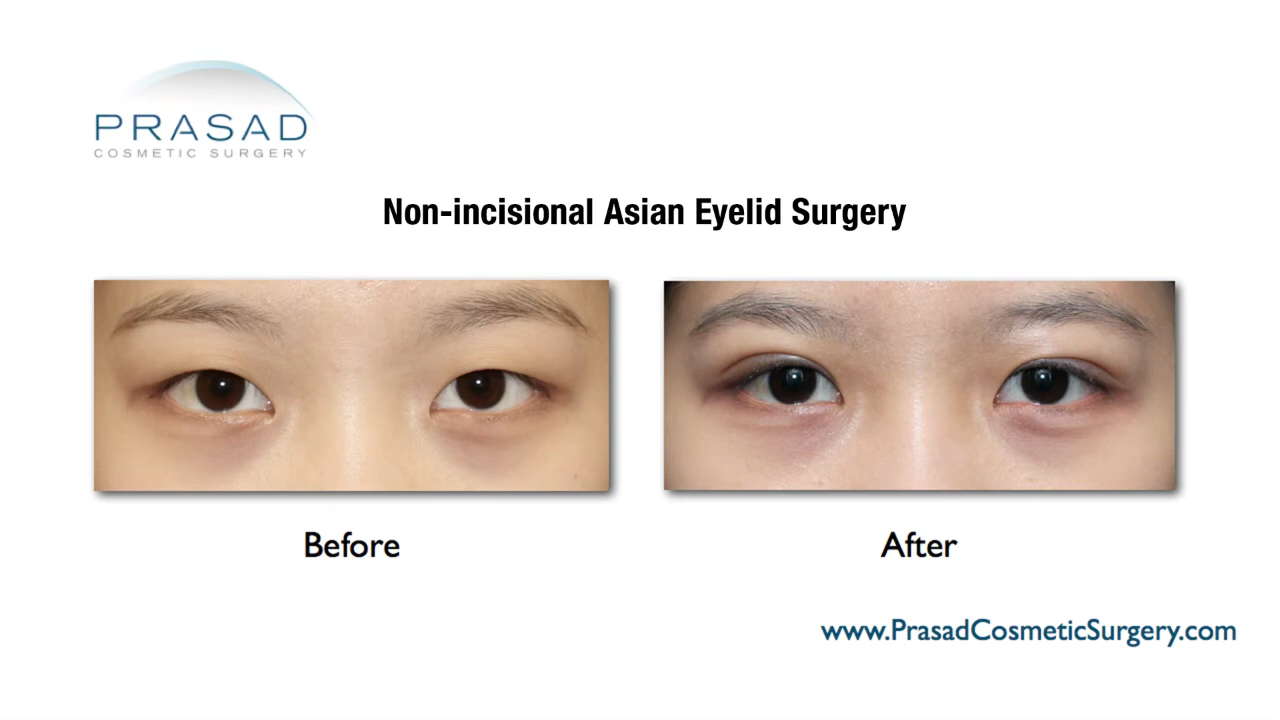 PRASAD
COSMETIC SURGERY
Non-incisional Asian Eyelid Surgery
Before
After
www.PrasadCosmeticSurgery.com